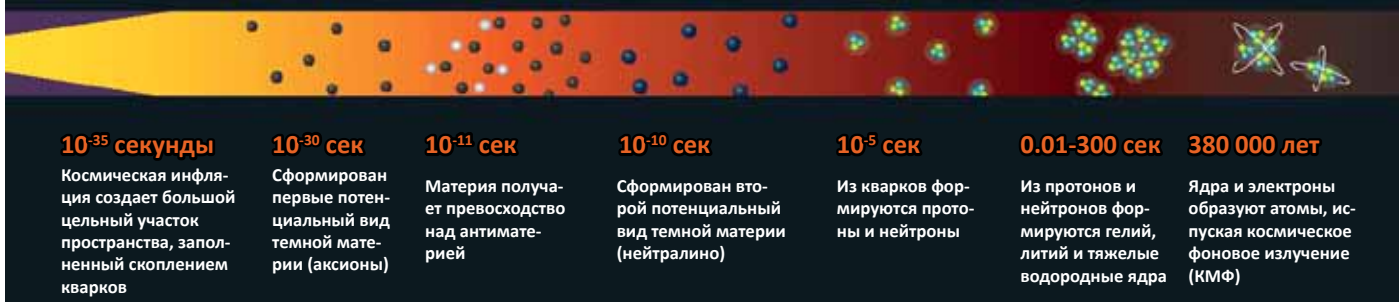 10⁻³⁵ секунды
Космическая инфля-
ция создает большой
цельный участок
пространства, запол-
ненный скоплением
кварков
10⁻³⁰ сек
Сформирован
первые потен-
циальный вид
темной мате-
рии (аксионы)
10⁻¹¹ сек
Материя получа-
ет превосходство
над антимате-
рией
10⁻¹⁰ сек
Сформирован вто-
рой потенциальный
вид темной материи
(нейтралино)
10⁻⁵ сек
Из кварков фор-
мируются прото-
ны и нейтроны
0.01-300 сек
Из протонов и
нейтронов фор-
мируются гелий,
литий и тяжелые
водородные ядра
380 000 лет
Ядра и электроны
образуют атомы, ис-
пуская космическое
фоновое излучение
(КМФ)